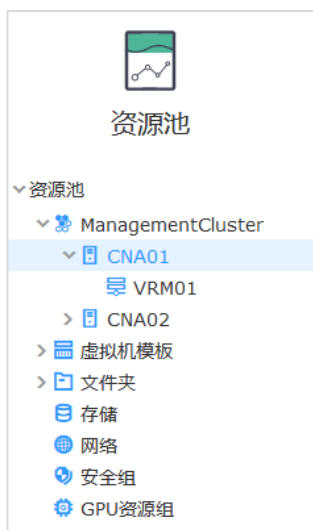 资源池
资源池
ManagementCluster
CNA01
VRM01
CNA02
虚拟机模板
文件夹
存储
网络
安全组
GPU资源组